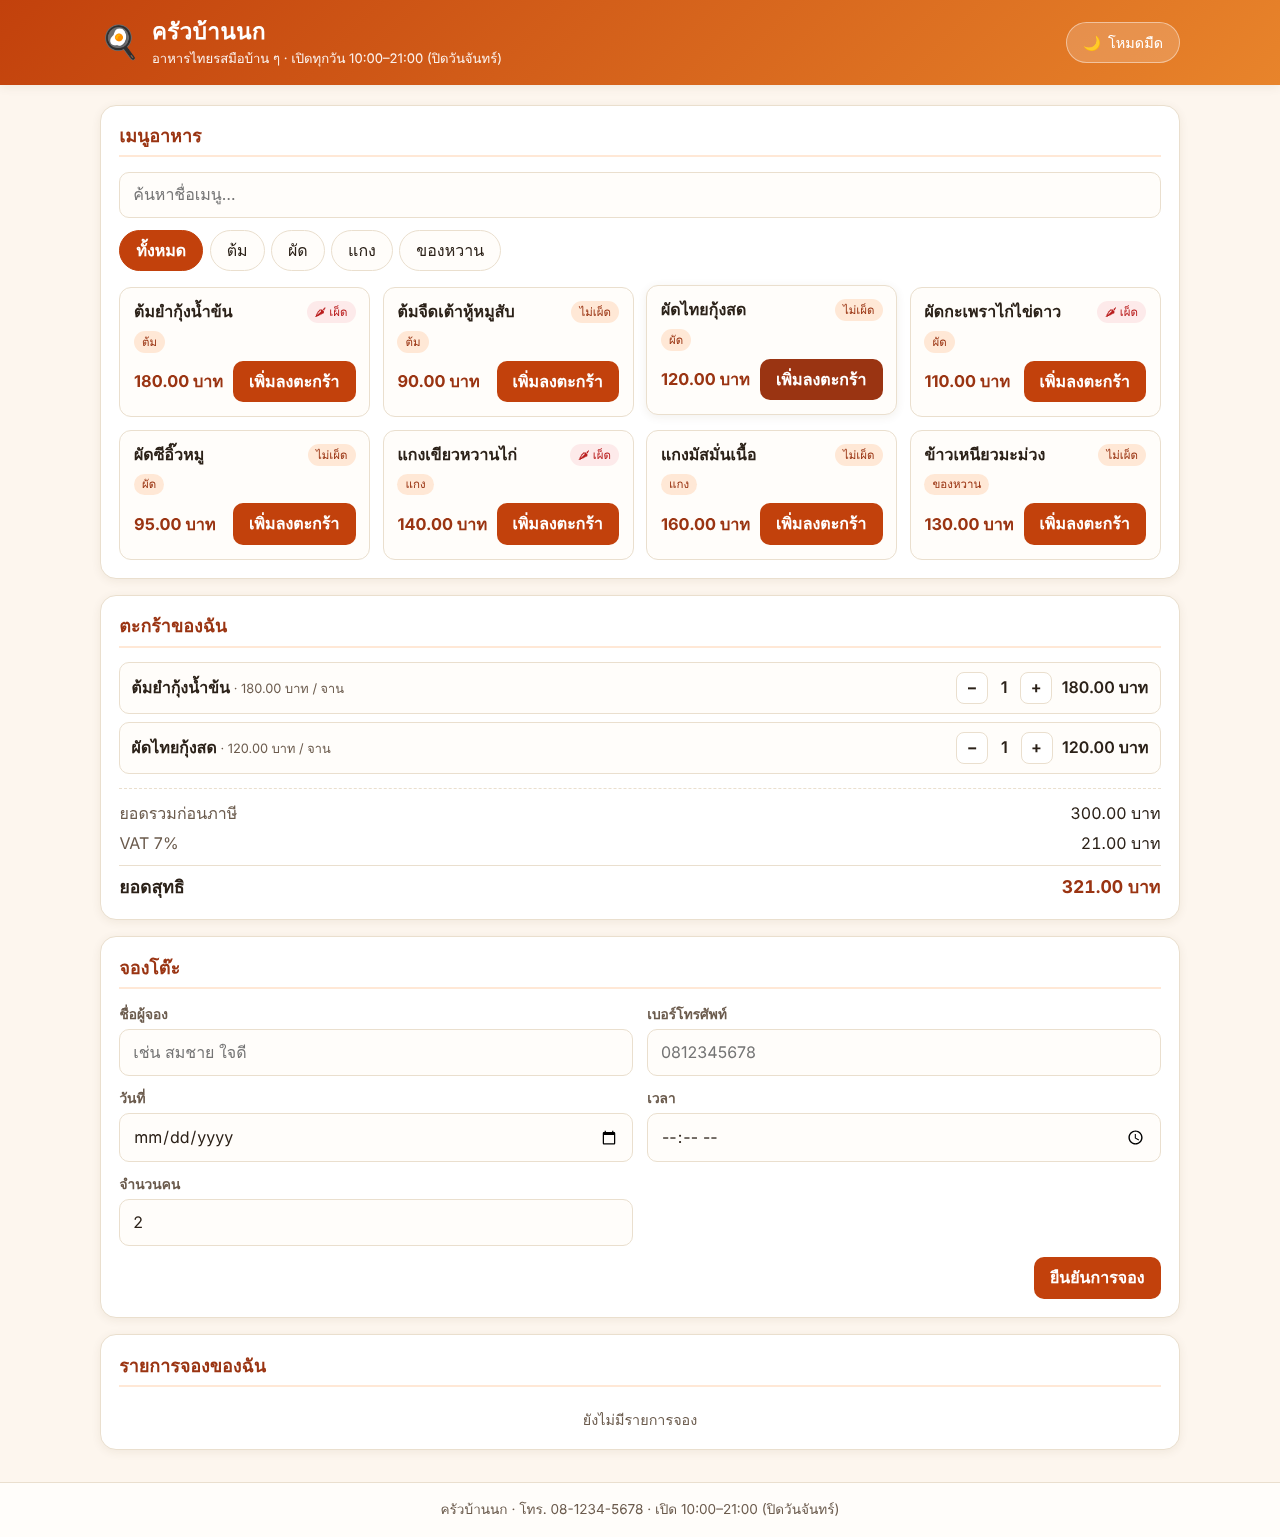 ครัวบ้านนก
อาหารไทยรสมือบ้าน ๆ · เปิดทุกวัน 10:00–21:00 (ปิดวันจันทร์)
🌙 โหมดมืด
เมนูอาหาร
ค้นหาชื่อเมนู…
ทั้งหมด ต้ม ผัด แกง ของหวาน
ต้มยำกุ้งน้ำข้น 🌶 เผ็ด
ต้ม
180.00 บาท เพิ่มลงตะกร้า
ต้มจืดเต้าหู้หมูสับ ไม่เผ็ด
ต้ม
90.00 บาท เพิ่มลงตะกร้า
ผัดไทยกุ้งสด ไม่เผ็ด
ผัด
120.00 บาท เพิ่มลงตะกร้า
ผัดกะเพราไก่ไข่ดาว 🌶 เผ็ด
ผัด
110.00 บาท เพิ่มลงตะกร้า
ผัดซีอิ๊วหมู ไม่เผ็ด
ผัด
95.00 บาท เพิ่มลงตะกร้า
แกงเขียวหวานไก่ 🌶 เผ็ด
แกง
140.00 บาท เพิ่มลงตะกร้า
แกงมัสมั่นเนื้อ ไม่เผ็ด
แกง
160.00 บาท เพิ่มลงตะกร้า
ข้าวเหนียวมะม่วง ไม่เผ็ด
ของหวาน
130.00 บาท เพิ่มลงตะกร้า
ตะกร้าของฉัน
ต้มยำกุ้งน้ำข้น · 180.00 บาท / จาน − 1 + 180.00 บาท
ผัดไทยกุ้งสด · 120.00 บาท / จาน − 1 + 120.00 บาท
ยอดรวมก่อนภาษี 300.00 บาท
VAT 7% 21.00 บาท
ยอดสุทธิ 321.00 บาท
จองโต๊ะ
ชื่อผู้จอง เบอร์โทรศัพท์
เช่น สมชาย ใจดี 0812345678
วันที่ เวลา
mm/dd/yyyy --:-- --
จำนวนคน
2
ยืนยันการจอง
รายการจองของฉัน
ยังไม่มีรายการจอง
ครัวบ้านนก · โทร. 08-1234-5678 · เปิด 10:00–21:00 (ปิดวันจันทร์)